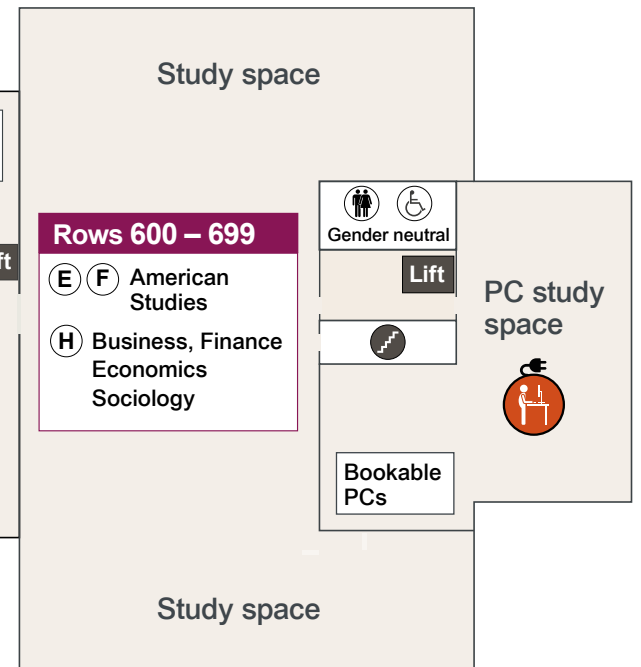 Study space
ft
Rows 600 – 699
E F American
Studies
H Business, Finance
Economics
Sociology
Gender neutral
Lift
PC study
space
Bookable
PCs
Study space